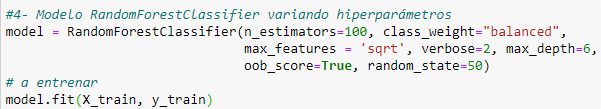 #4- Modelo RandomForestClassifier variando hiperparámetros
model = RandomForestClassifier(n_estimators=100, class_weight="balanced",
max_features = 'sqrt', verbose=2, max_depth=6,
oob_score=True, random_state=50)
# a entrenar
model.fit(X_train, y_train)